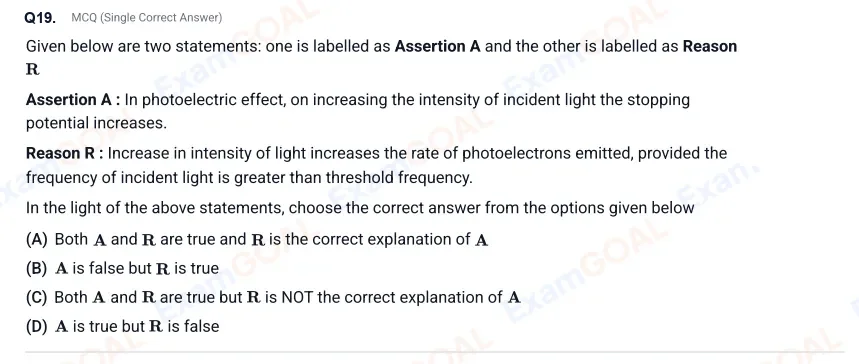 Q19. MCQ (Single Correct Answer)
Given below are two statements: one is labelled as Assertion A and the other is labelled as Reason
R
Assertion A : In photoelectric effect, on increasing the intensity of incident light the stopping
potential increases.
Reason R : Increase in intensity of light increases the rate of photoelectrons emitted, provided the
frequency of incident light is greater than threshold frequency.
In the light of the above statements, choose the correct answer from the options given below
(A) Both A and R are true and R is the correct explanation of A
(B) A is false but R is true
(C) Both A and R are true but R is NOT the correct explanation of A
(D) A is true but R is false
ExamGOAL